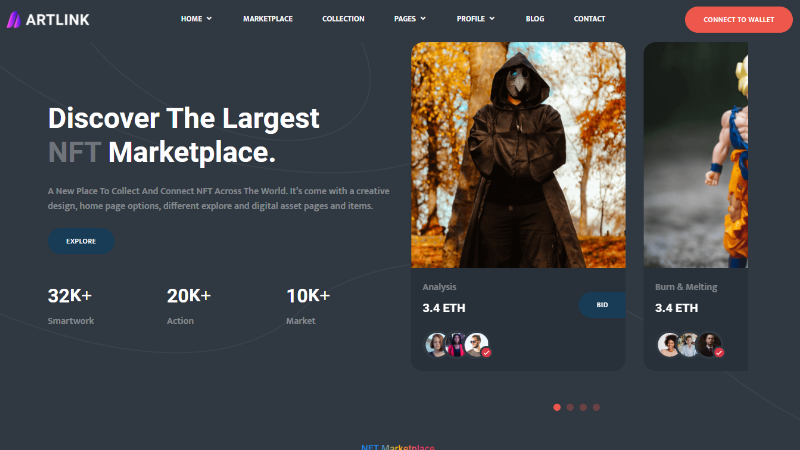 ARTLINK
HOME
MARKETPLACE
COLLECTION
PAGES
PROFILE
BLOG
CONTACT
CONNECT TO WALLET
Discover The Largest
NFT Marketplace.
A New Place To Collect And Connect NFT Across The World. It's come with a creative
design, home page options, different explore and digital asset pages and items.
EXPLORE
32K+
Smartwork
20K+
Action
10K+
Market
Analysis
3.4 ETH
BID
Burn & Melting
3.4 ETH
NFT Marketplace